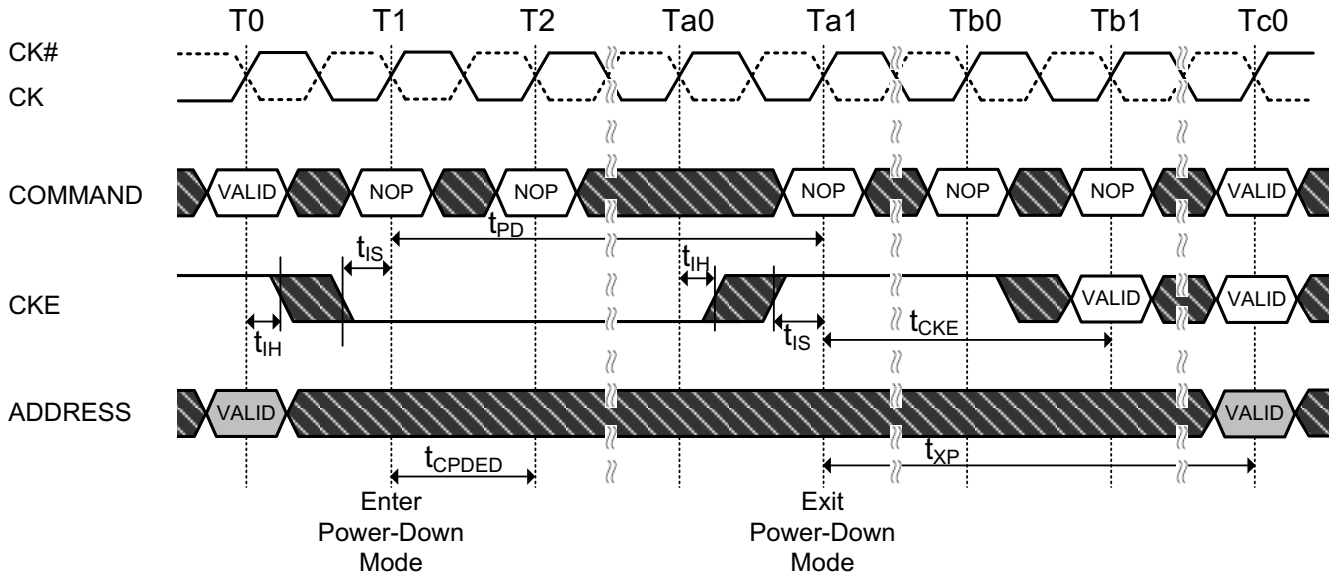 T0 T1 T2 Ta0 Ta1 Tb0 Tb1 Tc0
CK#
CK
COMMAND VALID NOP NOP NOP NOP NOP VALID
tPD
tIS tIH
CKE VALID VALID
tIH tIS tCKE
ADDRESS VALID VALID
tCPDED tXP
Enter
Power-Down
Mode
Exit
Power-Down
Mode